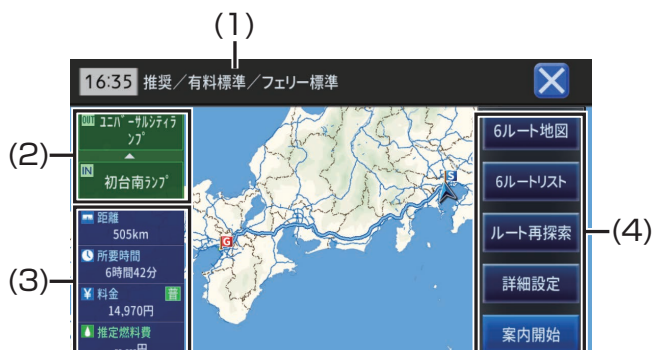 (1)
16:35 推奨／有料標準／フェリー標準
(2)
OUT ﾕﾆﾊﾞｰｻﾙｼﾃｨﾗ
ﾝﾌﾟ
IN
初台南ﾗﾝﾌﾟ
(3)
距離
505km
所要時間
6時間42分
¥ 料金 普
14,970円
推定燃料費
円
S
G
6ルート地図
6ルートリスト
ルート再探索
詳細設定
案内開始
(4)